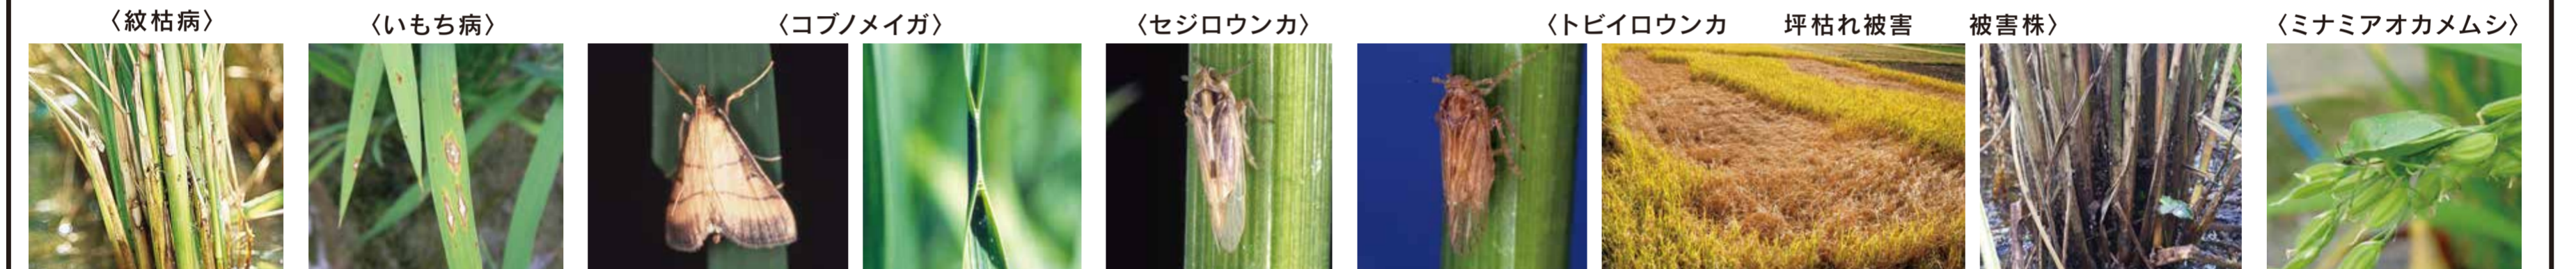 〈紋枯病〉
〈いもち病〉
〈コブノメイガ〉
〈セジロウンカ〉
〈トビイロウンカ　坪枯れ被害　被害株〉
〈ミナミアオカメムシ〉